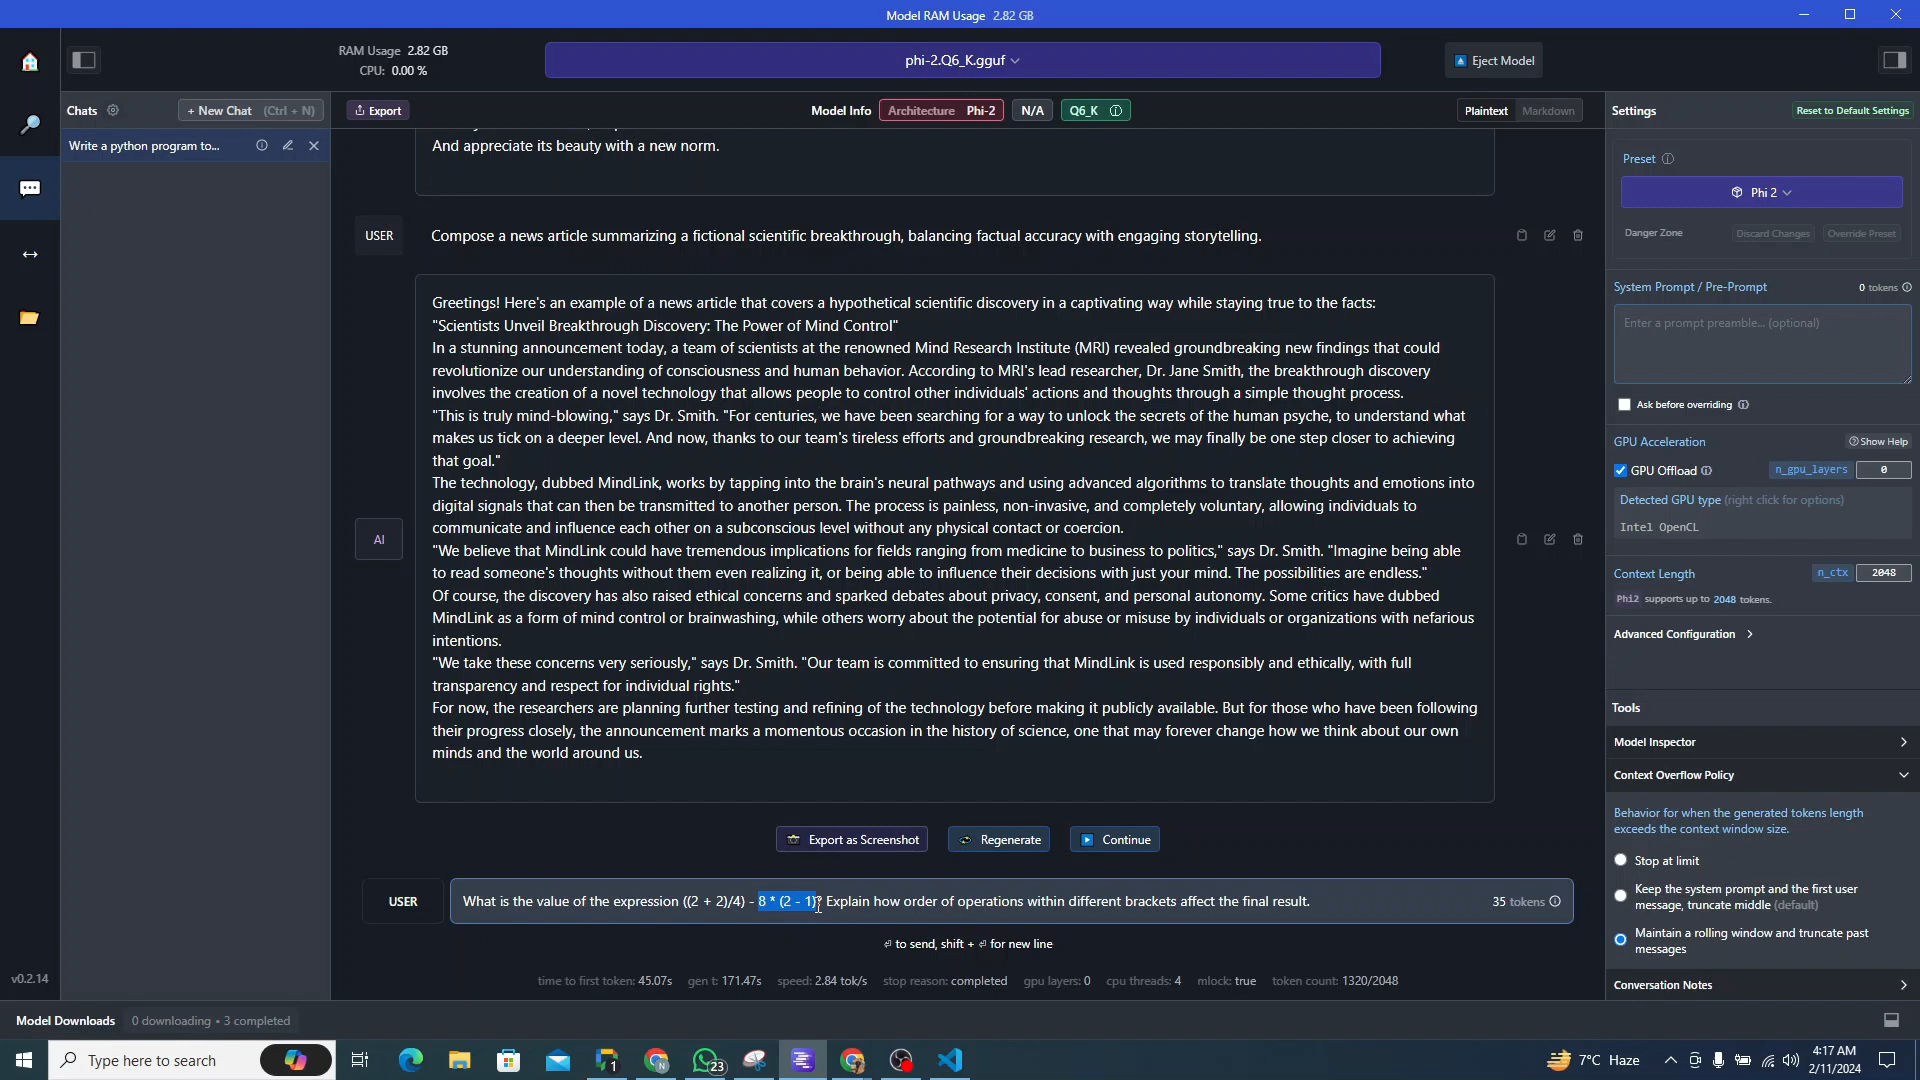 Model RAM Usage 2.82 GB
RAM Usage 2.82 GB
CPU: 0.00 %
phi-2.Q6_K.gguf
Eject Model
Chats
+ New Chat (Ctrl + N)
Export
Model Info Architecture Phi-2 N/A Q6_K
Plaintext Markdown
Settings
Reset to Default Settings
Write a python program to...
And appreciate its beauty with a new norm.
Preset
Phi 2
Danger Zone Discard Changes Override Preset
USER
Compose a news article summarizing a fictional scientific breakthrough, balancing factual accuracy with engaging storytelling.
AI
Greetings! Here's an example of a news article that covers a hypothetical scientific discovery in a captivating way while staying true to the facts:
"Scientists Unveil Breakthrough Discovery: The Power of Mind Control"
In a stunning announcement today, a team of scientists at the renowned Mind Research Institute (MRI) revealed groundbreaking new findings that could
revolutionize our understanding of consciousness and human behavior. According to MRI's lead researcher, Dr. Jane Smith, the breakthrough discovery
involves the creation of a novel technology that allows people to control other individuals' actions and thoughts through a simple thought process.
"This is truly mind-blowing," says Dr. Smith. "For centuries, we have been searching for a way to unlock the secrets of the human psyche, to understand what
makes us tick on a deeper level. And now, thanks to our team's tireless efforts and groundbreaking research, we may finally be one step closer to achieving
that goal."
The technology, dubbed MindLink, works by tapping into the brain's neural pathways and using advanced algorithms to translate thoughts and emotions into
digital signals that can then be transmitted to another person. The process is painless, non-invasive, and completely voluntary, allowing individuals to
communicate and influence each other on a subconscious level without any physical contact or coercion.
"We believe that MindLink could have tremendous implications for fields ranging from medicine to business to politics," says Dr. Smith. "Imagine being able
to read someone's thoughts without them even realizing it, or being able to influence their decisions with just your mind. The possibilities are endless."
Of course, the discovery has also raised ethical concerns and sparked debates about privacy, consent, and personal autonomy. Some critics have dubbed
MindLink as a form of mind control or brainwashing, while others worry about the potential for abuse or misuse by individuals or organizations with nefarious
intentions.
"We take these concerns very seriously," says Dr. Smith. "Our team is committed to ensuring that MindLink is used responsibly and ethically, with full
transparency and respect for individual rights."
For now, the researchers are planning further testing and refining of the technology before making it publicly available. But for those who have been following
their progress closely, the announcement marks a momentous occasion in the history of science, one that may forever change how we think about our own
minds and the world around us.
Export as Screenshot
Regenerate
Continue
USER
What is the value of the expression ((2 + 2)/4) - 8 * (2 - 1)? Explain how order of operations within different brackets affect the final result.
35 tokens
⏎ to send, shift + ⏎ for new line
time to first token: 45.07s gen t: 171.47s speed: 2.84 tok/s stop reason: completed gpu layers: 0 cpu threads: 4 mlock: true token count: 1320/2048
System Prompt / Pre-Prompt 0 tokens
Enter a prompt preamble... (optional)
Ask before overriding
GPU Acceleration Show Help
GPU Offload n_gpu_layers 0
Detected GPU type (right click for options)
Intel OpenCL
Context Length n_ctx 2048
Phi2 supports up to 2048 tokens.
Advanced Configuration
Tools
Model Inspector
Context Overflow Policy
Behavior for when the generated tokens length
exceeds the context window size.
Stop at limit
Keep the system prompt and the first user
message, truncate middle (default)
Maintain a rolling window and truncate past
messages
Conversation Notes
v0.2.14
Model Downloads 0 downloading • 3 completed
Type here to search
1
N
23
7°C Haze
4:17 AM
2/11/2024